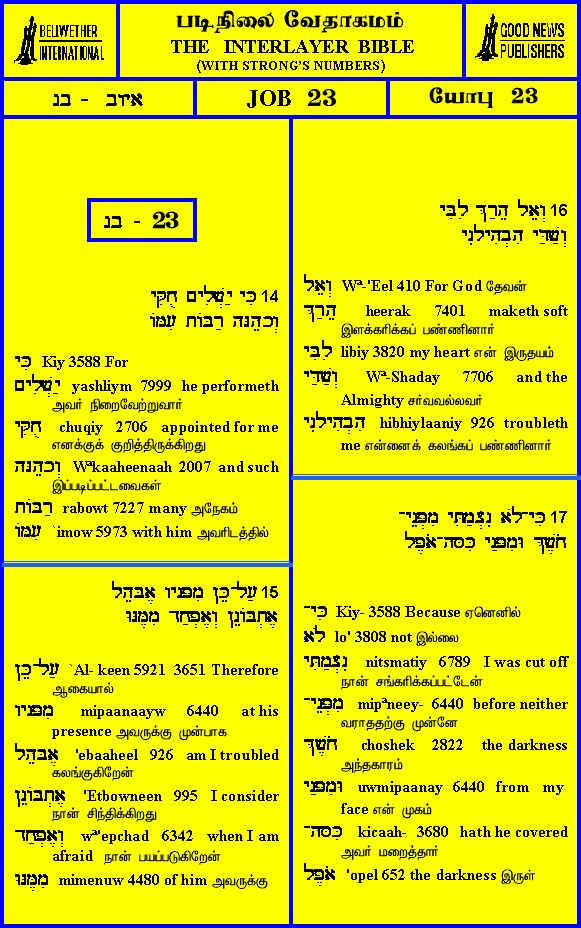 BELLWETHER
INTERNATIONAL
படிநிலை வேதாகமம்
THE INTERLAYER BIBLE
(WITH STRONG'S NUMBERS)
GOOD NEWS
PUBLISHERS
איוב - בנ
JOB 23
யோபு 23
בנ - 23
14 כִּי יַשְׁלִים חֻקִּי
וְכָהֵנָּה רַבּוֹת עִמּוֹ
כִּי Kiy 3588 For
יַשְׁלִים yashliym 7999 he performeth
அவர் நிறைவேற்றுவார்
חֻקִּי chuqiy 2706 appointed for me
எனக்குக் குறித்திருக்கிறது
וְכָהֵנָּה Wªkaaheenaah 2007 and such
இப்படிப்பட்டவைகள்
רַבּוֹת rabowt 7227 many அநேகம்
עִמּוֹ `imow 5973 with him அவரிடத்தில்
15 עַל־כֵּן מִפָּנָיו אֶבָּהֵל
אֶתְבּוֹנֵן וְאֶפְחַד מִמֶּנּוּ
עַל־כֵּן `Al- keen 5921 3651 Therefore
ஆகையால்
מִפָּנָיו mipaanaayw 6440 at his
presence அவருக்கு முன்பாக
אֶבָּהֵל 'ebaaheel 926 am I troubled
கலங்குகிறேன்
אֶתְבּוֹנֵן 'Etbowneen 995 I consider
நான் சிந்திக்கிறது
וְאֶפְחַד wª'epchad 6342 when I am
afraid நான் பயப்படுகிறேன்
מִמֶּנּוּ mimenuw 4480 of him அவருக்கு
16 וְאֵל הֵרַךְ לִבִּי
וְשַׁדַּי הִבְהִילָנִי
וְאֵל Wª-'Eel 410 For God தேவன்
הֵרַךְ heerak 7401 maketh soft
இளக்கரிக்கப் பண்ணினார்
לִבִּי libiy 3820 my heart என் இருதயம்
וְשַׁדַּי Wª-Shaday 7706 and the
Almighty சர்வவல்லவர்
הִבְהִילָנִי hibhiylaaniy 926 troubleth
me என்னைக் கலங்கப் பண்ணினார்
17 כִּי־לֹא נִצְמַתִּי מִפְּנֵי־
חֹשֶׁךְ וּמִפָּנַי כִּסָּה־אֹפֶל
כִּי־ Kiy- 3588 Because ஏனெனில்
לֹא lo' 3808 not இல்லை
נִצְמַתִּי nitsmatiy 6789 I was cut off
நான் சங்கரிக்கப்பட்டேன்
מִפְּנֵי־ mipªneey- 6440 before neither
வராததற்கு முன்னே
חֹשֶׁךְ choshek 2822 the darkness
அந்தகாரம்
וּמִפָּנַי uwmipaanay 6440 from my
face என் முகம்
כִּסָּה־ kicaah- 3680 hath he covered
அவர் மறைத்தார்
אֹפֶל 'opel 652 the darkness இருள்